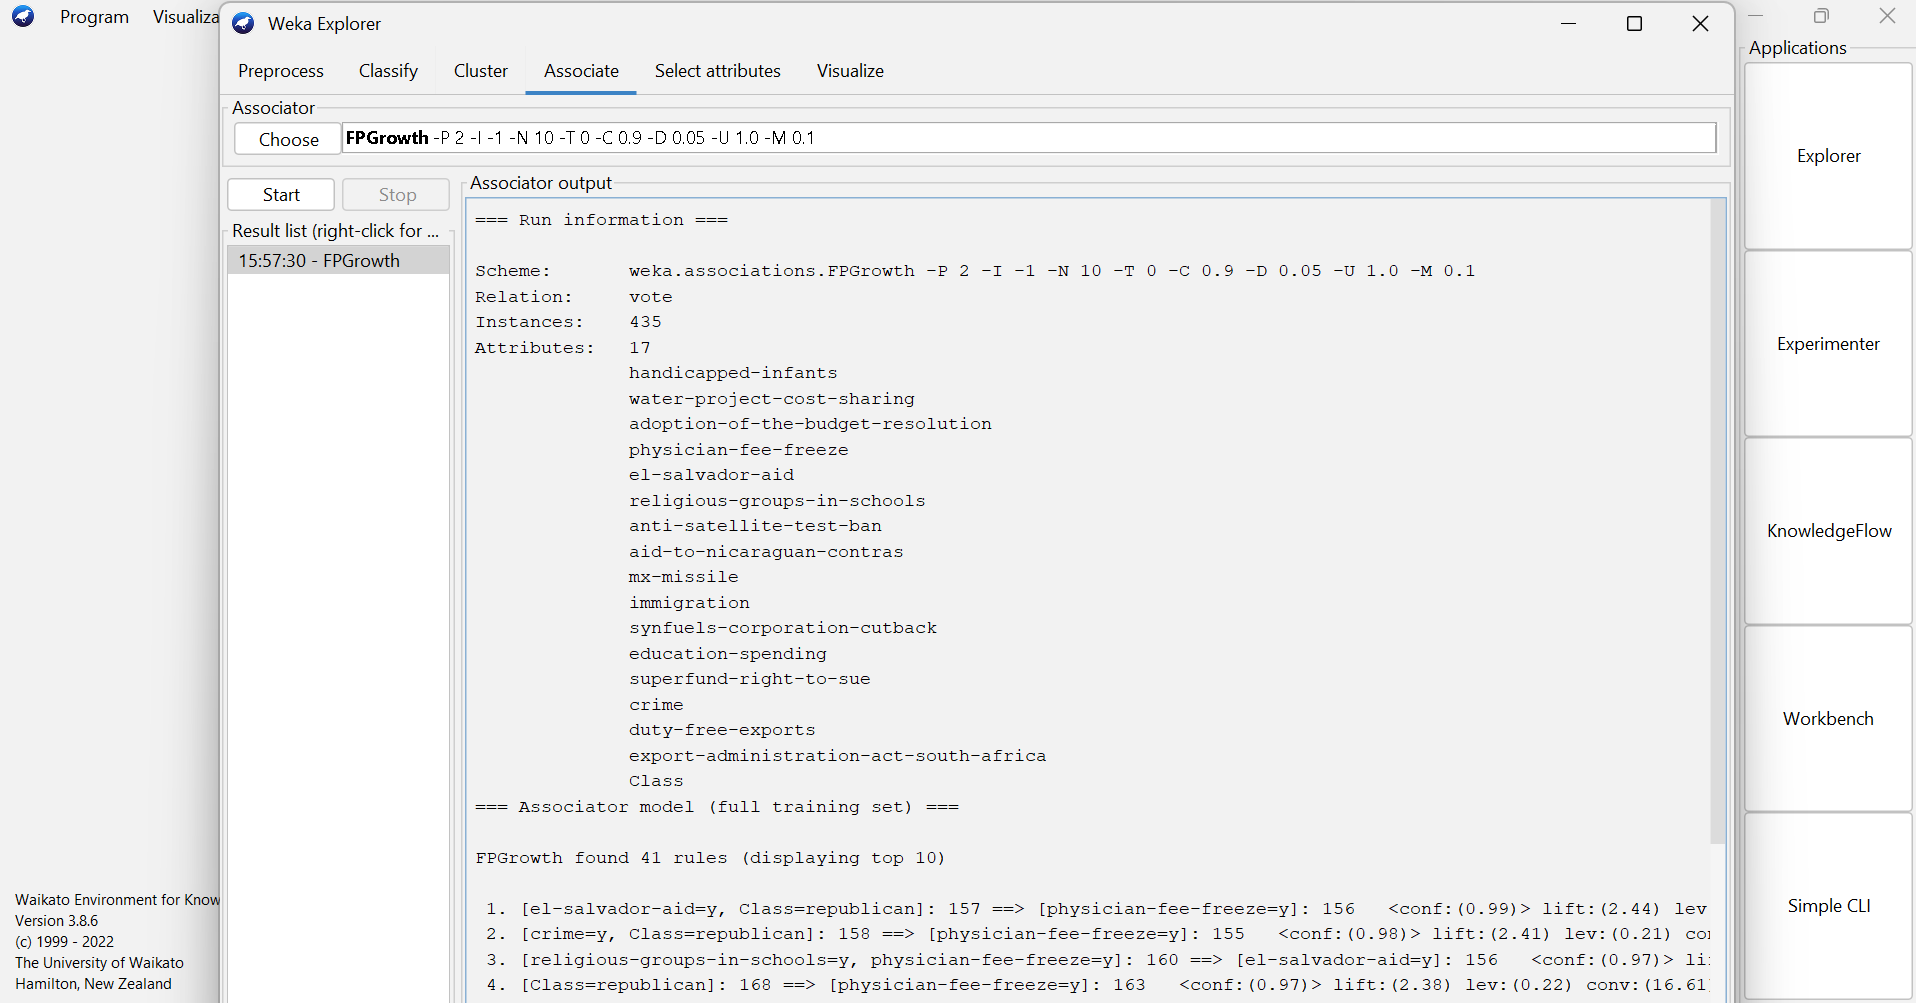 Program Visualiza
Weka Explorer
Applications
Preprocess Classify Cluster Associate Select attributes Visualize
Associator
Choose FPGrowth -P 2 -I -1 -N 10 -T 0 -C 0.9 -D 0.05 -U 1.0 -M 0.1
Start Stop
Result list (right-click for ...
15:57:30 - FPGrowth
Associator output
=== Run information ===
Scheme: weka.associations.FPGrowth -P 2 -I -1 -N 10 -T 0 -C 0.9 -D 0.05 -U 1.0 -M 0.1
Relation: vote
Instances: 435
Attributes: 17
handicapped-infants
water-project-cost-sharing
adoption-of-the-budget-resolution
physician-fee-freeze
el-salvador-aid
religious-groups-in-schools
anti-satellite-test-ban
aid-to-nicaraguan-contras
mx-missile
immigration
synfuels-corporation-cutback
education-spending
superfund-right-to-sue
crime
duty-free-exports
export-administration-act-south-africa
Class
=== Associator model (full training set) ===
FPGrowth found 41 rules (displaying top 10)
1. [el-salvador-aid=y, Class=republican]: 157 ==> [physician-fee-freeze=y]: 156 <conf:(0.99)> lift:(2.44) lev
2. [crime=y, Class=republican]: 158 ==> [physician-fee-freeze=y]: 155 <conf:(0.98)> lift:(2.41) lev:(0.21) co
3. [religious-groups-in-schools=y, physician-fee-freeze=y]: 160 ==> [el-salvador-aid=y]: 156 <conf:(0.97)> li
4. [Class=republican]: 168 ==> [physician-fee-freeze=y]: 163 <conf:(0.97)> lift:(2.38) lev:(0.22) conv:(16.61
Explorer
Experimenter
KnowledgeFlow
Workbench
Simple CLI
Waikato Environment for Know
Version 3.8.6
(c) 1999 - 2022
The University of Waikato
Hamilton, New Zealand